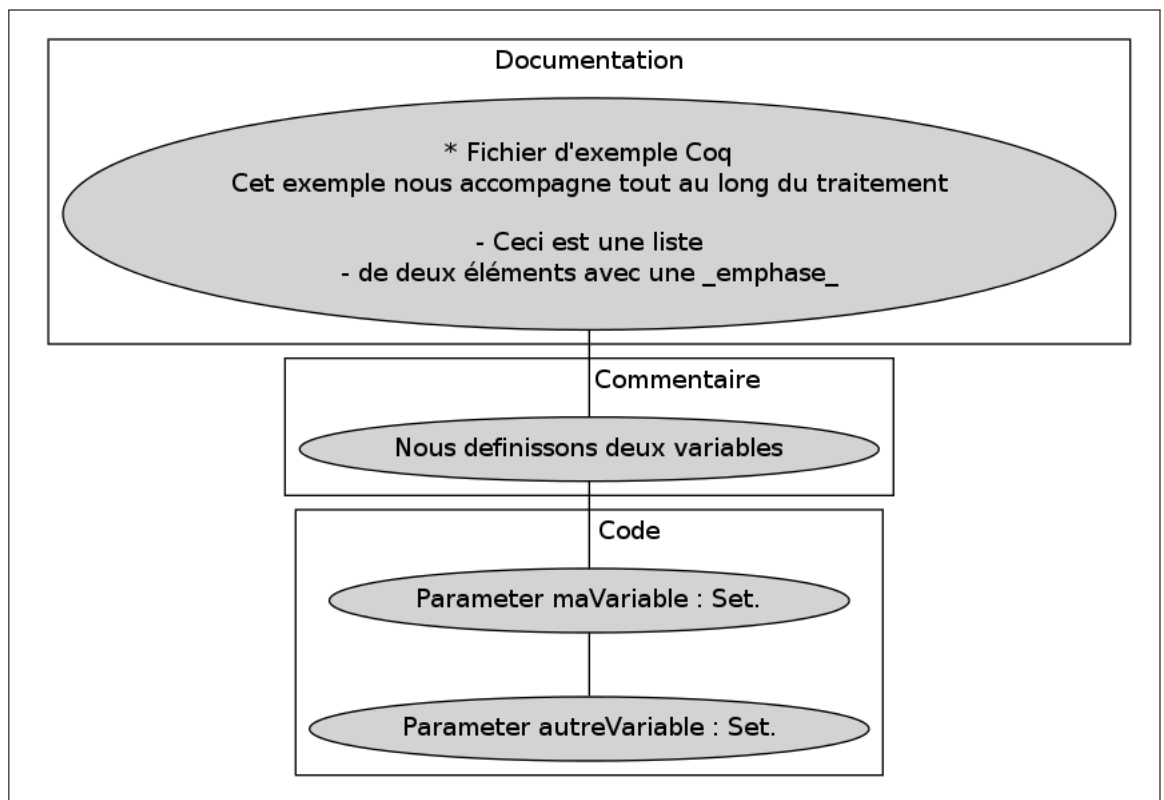 Documentation
* Fichier d'exemple Coq
Cet exemple nous accompagne tout au long du traitement
- Ceci est une liste
- de deux éléments avec une _emphase_
Commentaire
Nous definissons deux variables
Code
Parameter maVariable : Set.
Parameter autreVariable : Set.